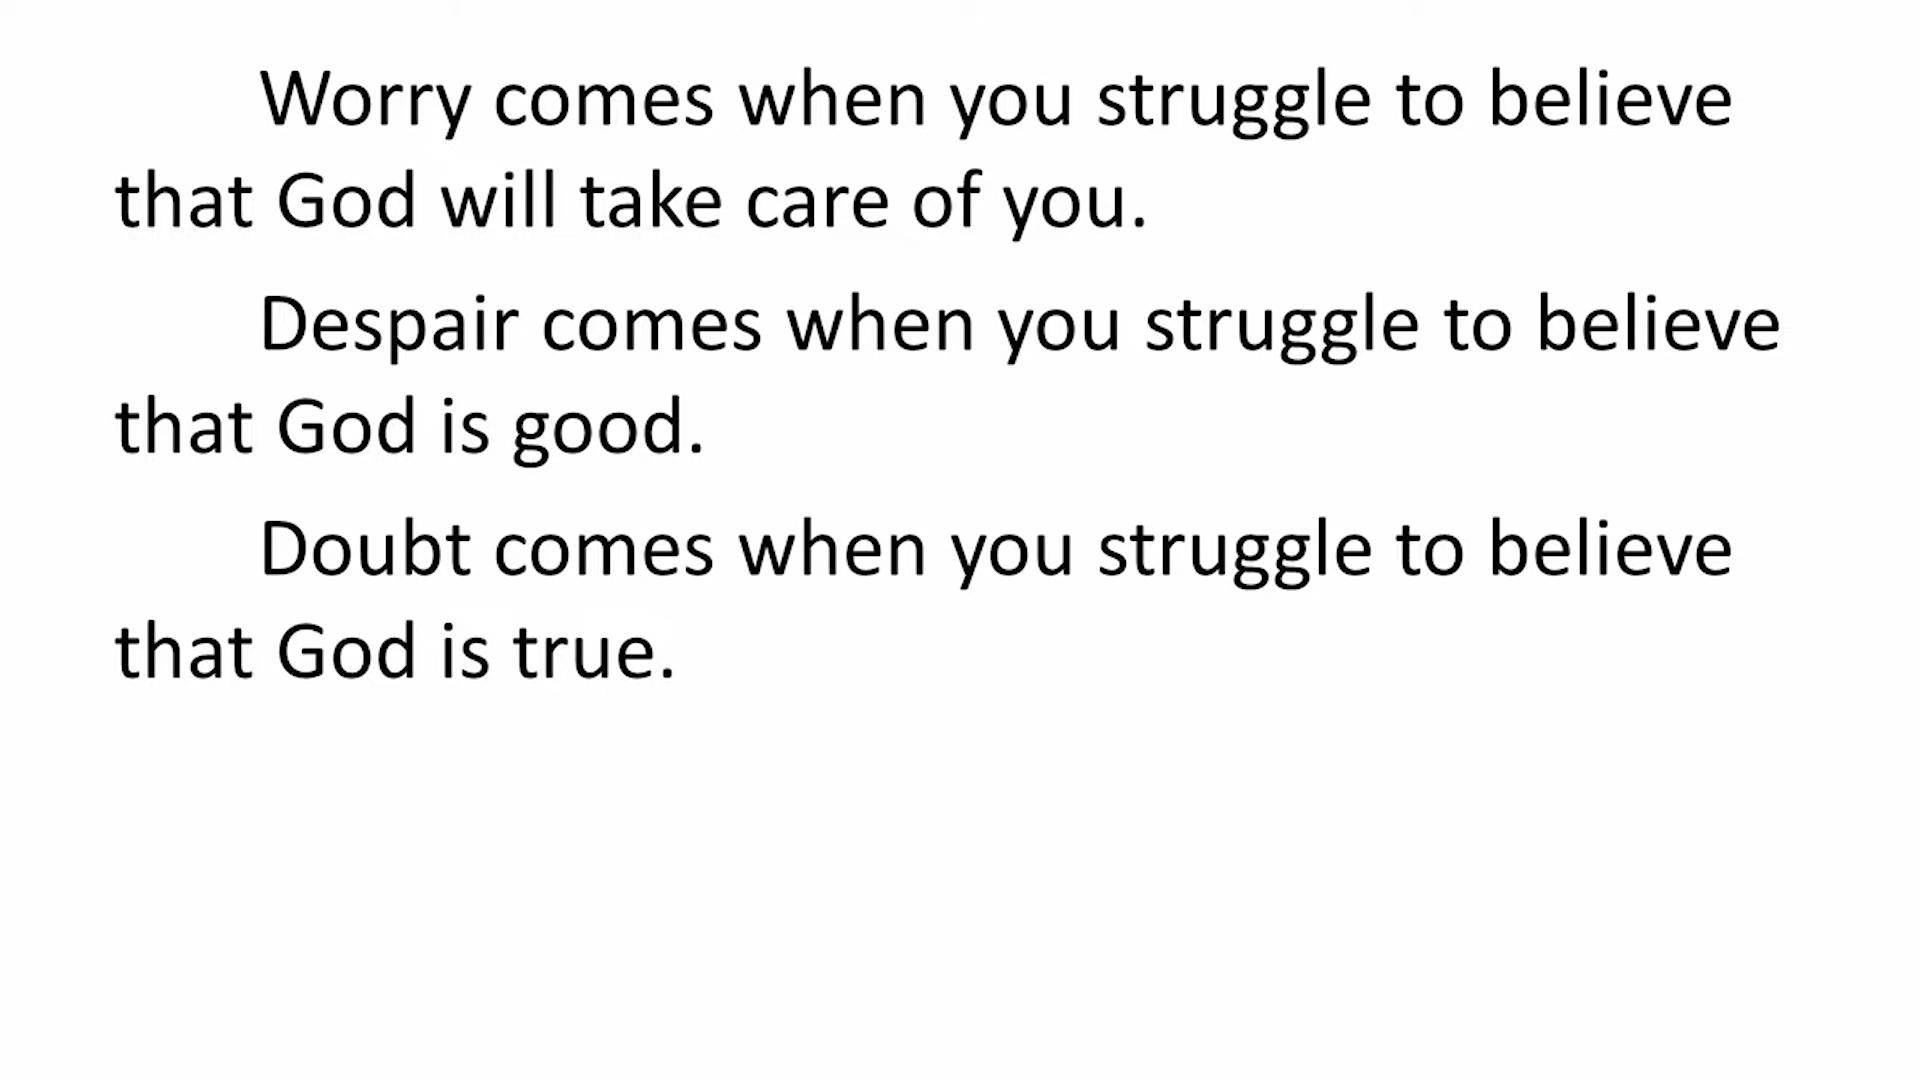 Worry comes when you struggle to believe
that God will take care of you.
Despair comes when you struggle to believe
that God is good.
Doubt comes when you struggle to believe
that God is true.